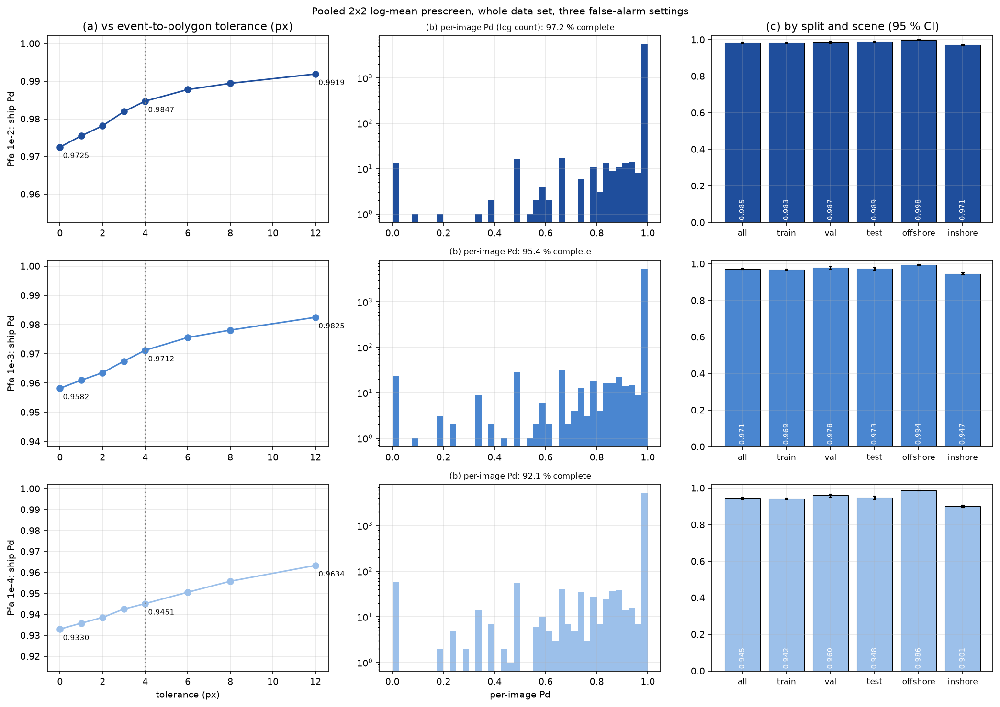 Pooled 2x2 log-mean prescreen, whole data set, three false-alarm settings
(a) vs event-to-polygon tolerance (px)
Pfa 1e-2: ship Pd
1.00
0.99
0.98
0.97
0.96
0.9725
0.9847
0.9919
0 2 4 6 8 10 12
(b) per-image Pd (log count): 97.2 % complete
10³
10²
10¹
10⁰
0.0 0.2 0.4 0.6 0.8 1.0
(c) by split and scene (95 % CI)
1.0
0.8
0.6
0.4
0.2
0.0
0.985 0.983 0.987 0.989 0.998 0.971
all train val test offshore inshore
Pfa 1e-3: ship Pd
1.00
0.99
0.98
0.97
0.96
0.95
0.94
0.9582
0.9712
0.9825
0 2 4 6 8 10 12
(b) per-image Pd: 95.4 % complete
10³
10²
10¹
10⁰
0.0 0.2 0.4 0.6 0.8 1.0
1.0
0.8
0.6
0.4
0.2
0.0
0.971 0.969 0.978 0.973 0.994 0.947
all train val test offshore inshore
Pfa 1e-4: ship Pd
1.00
0.99
0.98
0.97
0.96
0.95
0.94
0.93
0.92
0.9330
0.9451
0.9634
0 2 4 6 8 10 12
tolerance (px)
(b) per-image Pd: 92.1 % complete
10³
10²
10¹
10⁰
0.0 0.2 0.4 0.6 0.8 1.0
per-image Pd
1.0
0.8
0.6
0.4
0.2
0.0
0.945 0.942 0.960 0.948 0.986 0.901
all train val test offshore inshore